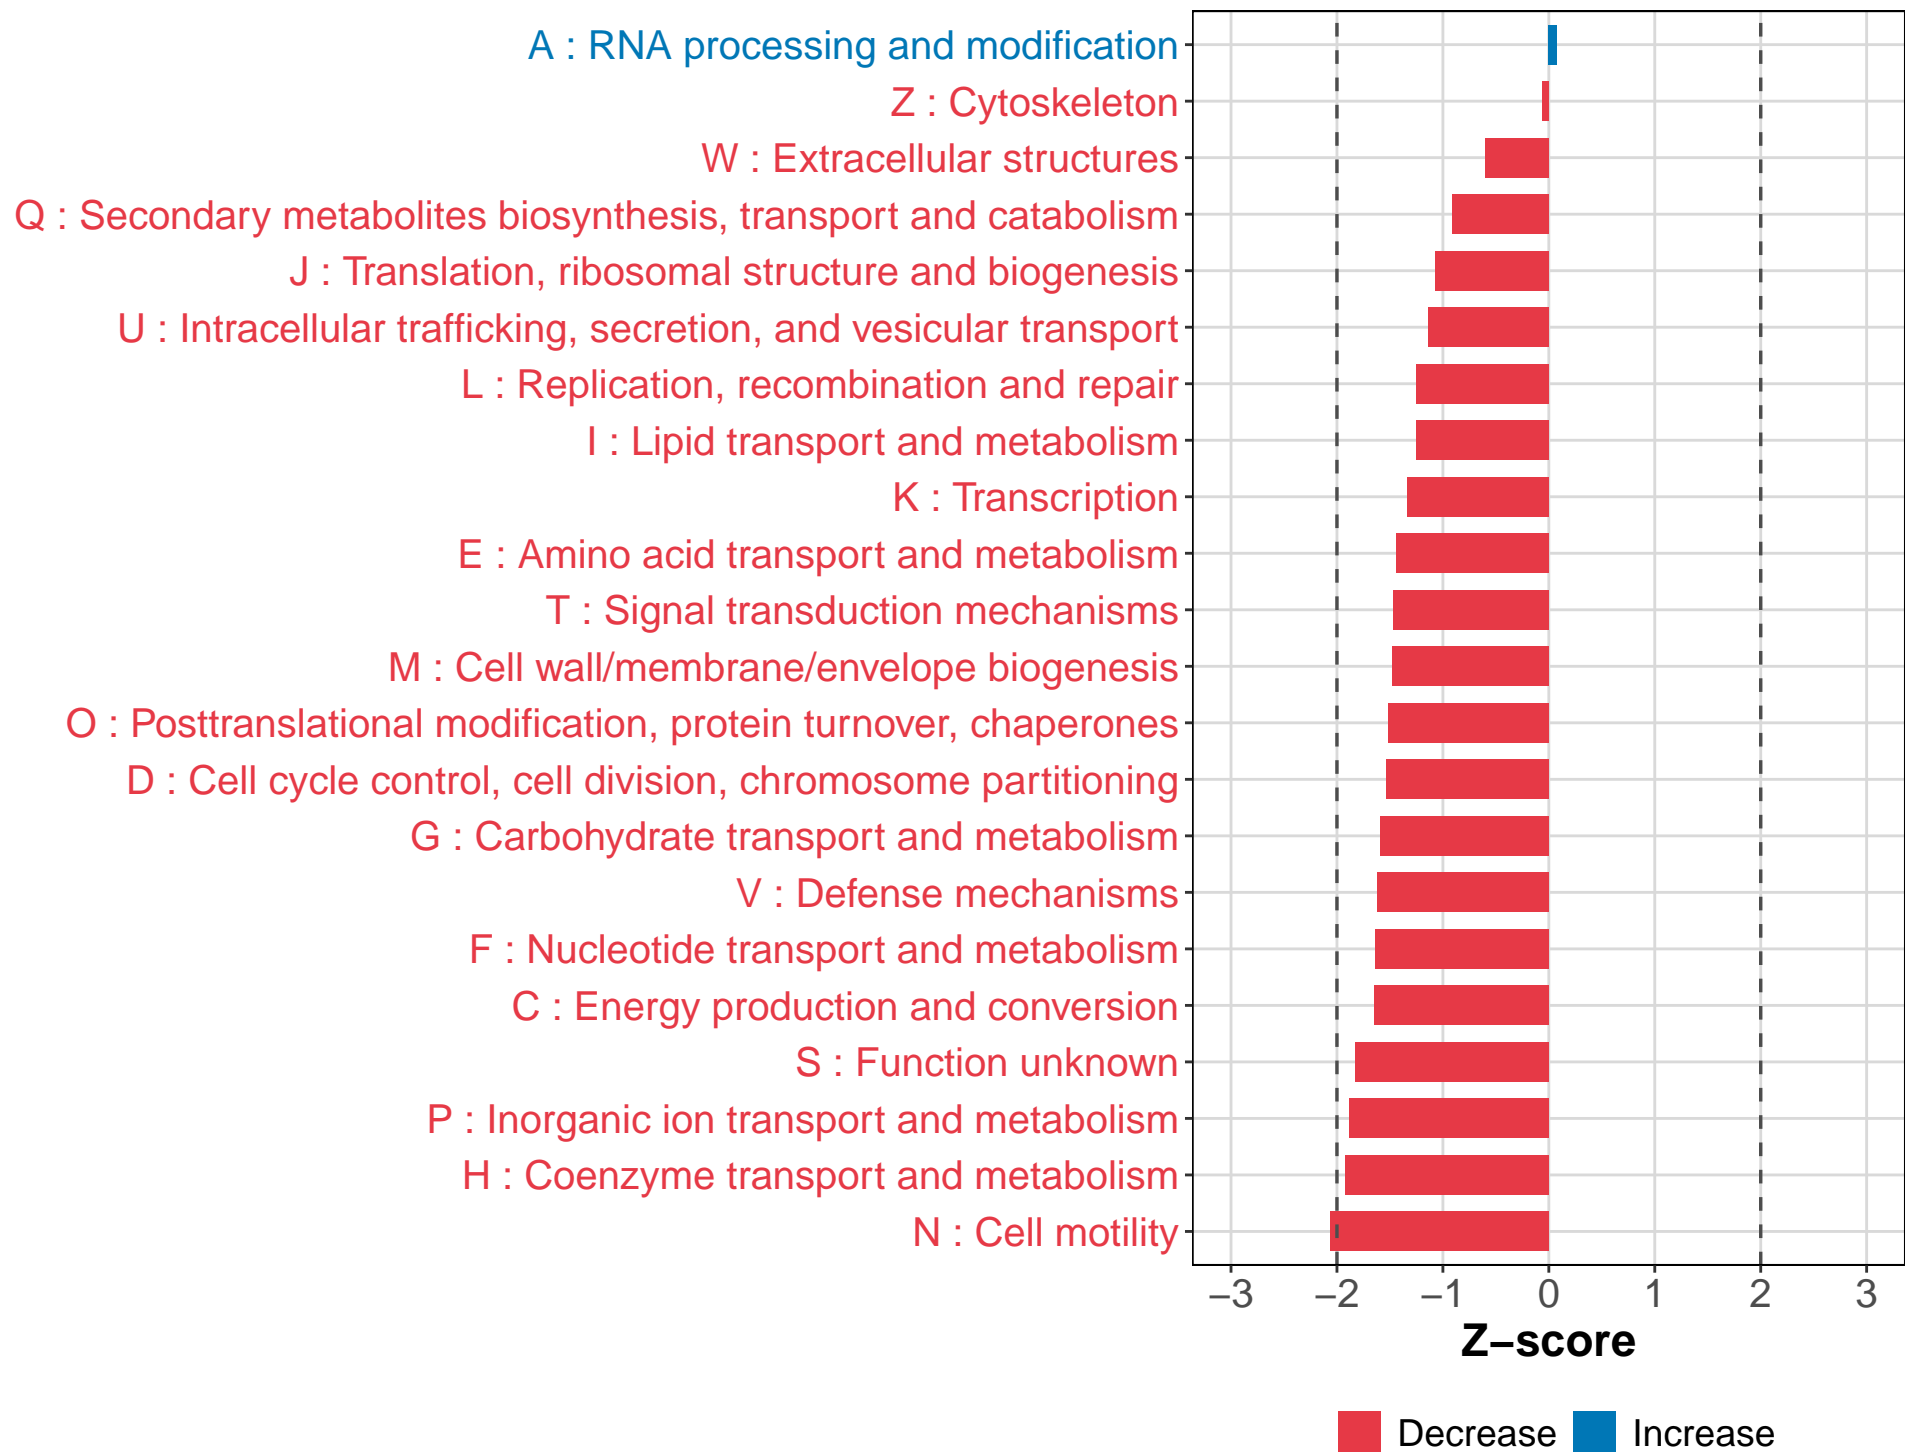 A : RNA processing and modification
Z : Cytoskeleton
W : Extracellular structures
Q : Secondary metabolites biosynthesis, transport and catabolism
J : Translation, ribosomal structure and biogenesis
U : Intracellular trafficking, secretion, and vesicular transport
L : Replication, recombination and repair
I : Lipid transport and metabolism
K : Transcription
E : Amino acid transport and metabolism
T : Signal transduction mechanisms
M : Cell wall/membrane/envelope biogenesis
O : Posttranslational modification, protein turnover, chaperones
D : Cell cycle control, cell division, chromosome partitioning
G : Carbohydrate transport and metabolism
V : Defense mechanisms
F : Nucleotide transport and metabolism
C : Energy production and conversion
S : Function unknown
P : Inorganic ion transport and metabolism
H : Coenzyme transport and metabolism
N : Cell motility
−3 −2 −1 0 1 2 3
Z−score
Decrease Increase